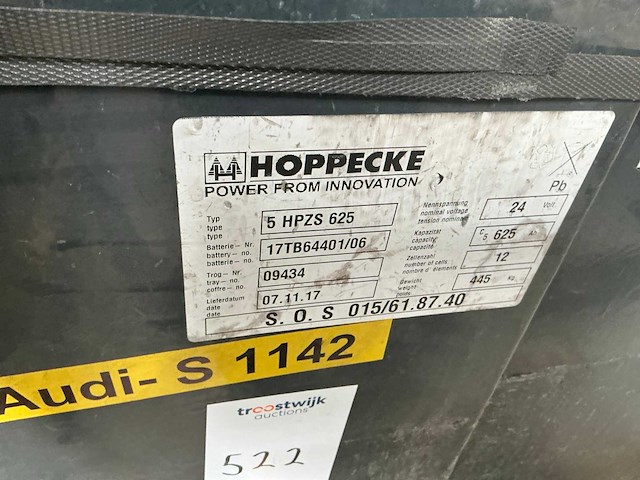 HOPPECKE
POWER FROM INNOVATION
Pb
Typ
type
type
5 HPZS 625
Nennspannung
nominal voltage
tension nominale
24 Volt
Batterie – Nr.
battery – no.
batterie – no.
17TB64401/06
Kapazität
capacity
capacité
C5 625 Ah
Trog – Nr.
tray – no.
coffre – no.
09434
Zellenzahl
number of cells
nombre d´ éléments
12
Lieferdatum
date
date
07.11.17
Gewicht
weight
poids
445 kg
S. O. S 015/61.87.40
Audi- S 1142
troostwijk
auctions
522